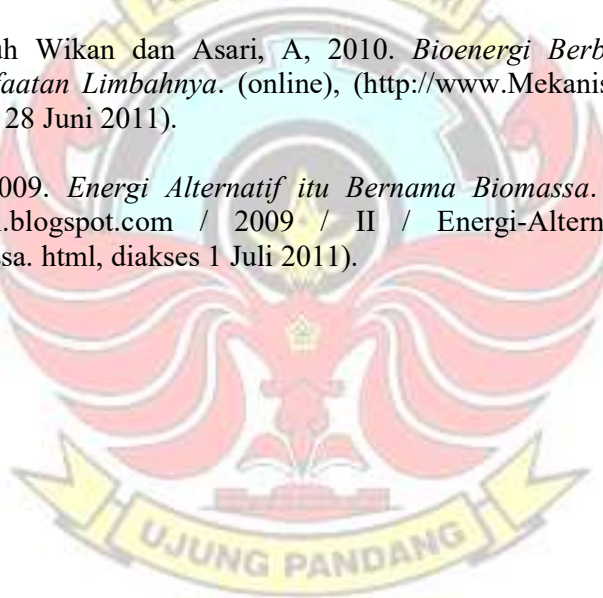 uh Wikan dan Asari, A, 2010. Bioenergi Berb
faatan Limbahnya. (online), (http://www.Mekanis
28 Juni 2011).
009. Energi Alternatif itu Bernama Biomassa.
.blogspot.com / 2009 / II / Energi-Altern
sa. html, diakses 1 Juli 2011).
UJUNG PANDANG